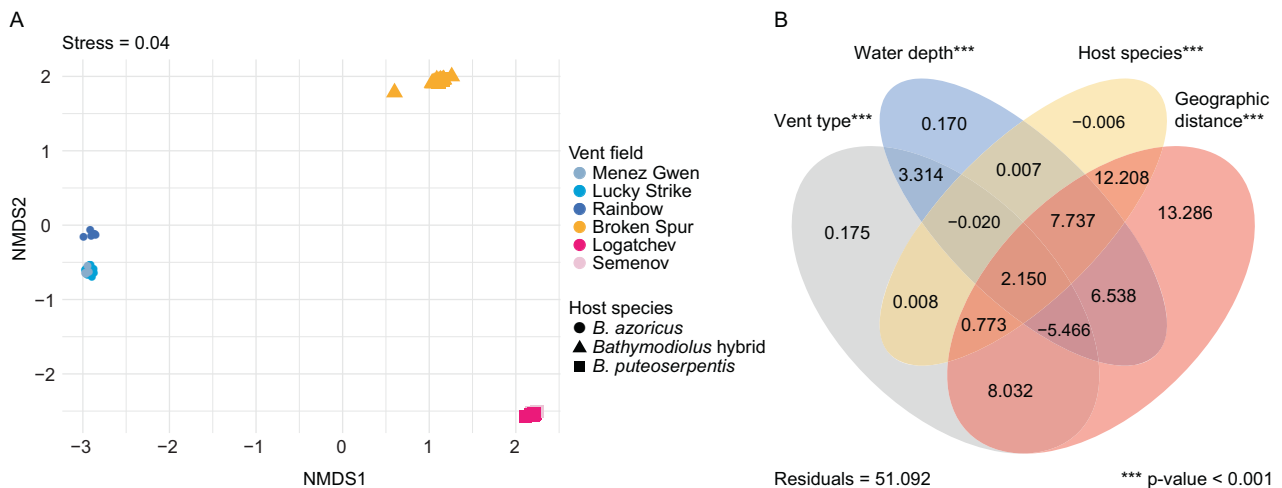 A
Stress = 0.04
2
1
0
−1
−2
NMDS2
−3
−2
−1
0
1
2
NMDS1
Vent field
Menez Gwen
Lucky Strike
Rainbow
Broken Spur
Logatchev
Semenov
Host species
B. azoricus
Bathymodiolus hybrid
B. puteoserpentis
B
Water depth***
Host species***
Vent type***
Geographic
distance***
0.170
−0.006
3.314
0.007
12.208
0.175
−0.020
7.737
13.286
2.150
0.008
6.538
0.773
−5.466
8.032
Residuals = 51.092
*** p-value < 0.001